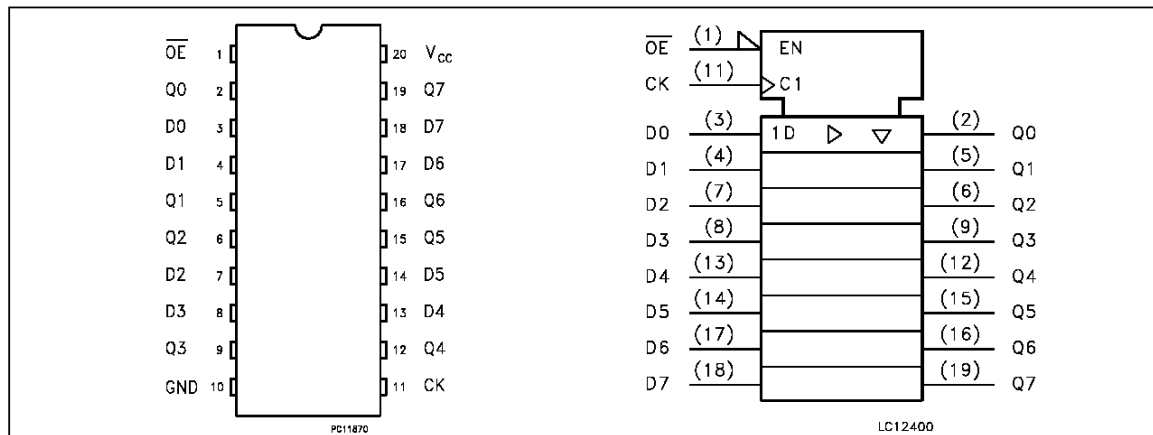 OE 1 20 VCC
Q0 2 19 Q7
D0 3 18 D7
D1 4 17 D6
Q1 5 16 Q6
Q2 6 15 Q5
D2 7 14 D5
D3 8 13 D4
Q3 9 12 Q4
GND 10 11 CK
PC11870
OE (1) EN
CK (11) C1
D0 (3) 1D (2) Q0
D1 (4) (5) Q1
D2 (7) (6) Q2
D3 (8) (9) Q3
D4 (13) (12) Q4
D5 (14) (15) Q5
D6 (17) (16) Q6
D7 (18) (19) Q7
LC12400